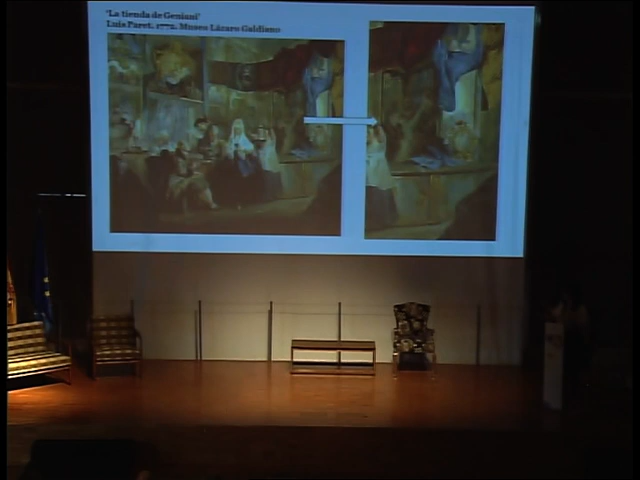 'La tienda de Geniani'
Luis Paret. 1772. Museo Lázaro Galdiano